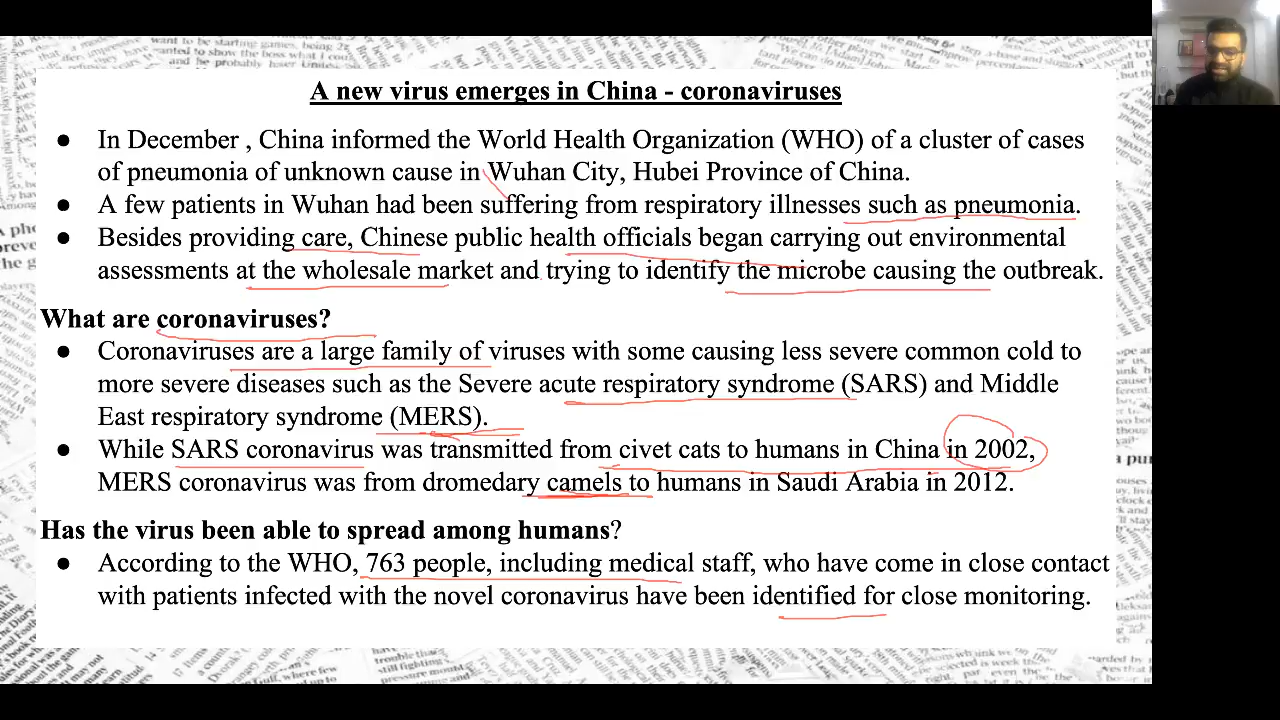 A new virus emerges in China - coronaviruses
● In December , China informed the World Health Organization (WHO) of a cluster of cases
of pneumonia of unknown cause in Wuhan City, Hubei Province of China.
● A few patients in Wuhan had been suffering from respiratory illnesses such as pneumonia.
● Besides providing care, Chinese public health officials began carrying out environmental
assessments at the wholesale market and trying to identify the microbe causing the outbreak.
What are coronaviruses?
● Coronaviruses are a large family of viruses with some causing less severe common cold to
more severe diseases such as the Severe acute respiratory syndrome (SARS) and Middle
East respiratory syndrome (MERS).
● While SARS coronavirus was transmitted from civet cats to humans in China in 2002,
MERS coronavirus was from dromedary camels to humans in Saudi Arabia in 2012.
Has the virus been able to spread among humans?
● According to the WHO, 763 people, including medical staff, who have come in close contact
with patients infected with the novel coronavirus have been identified for close monitoring.